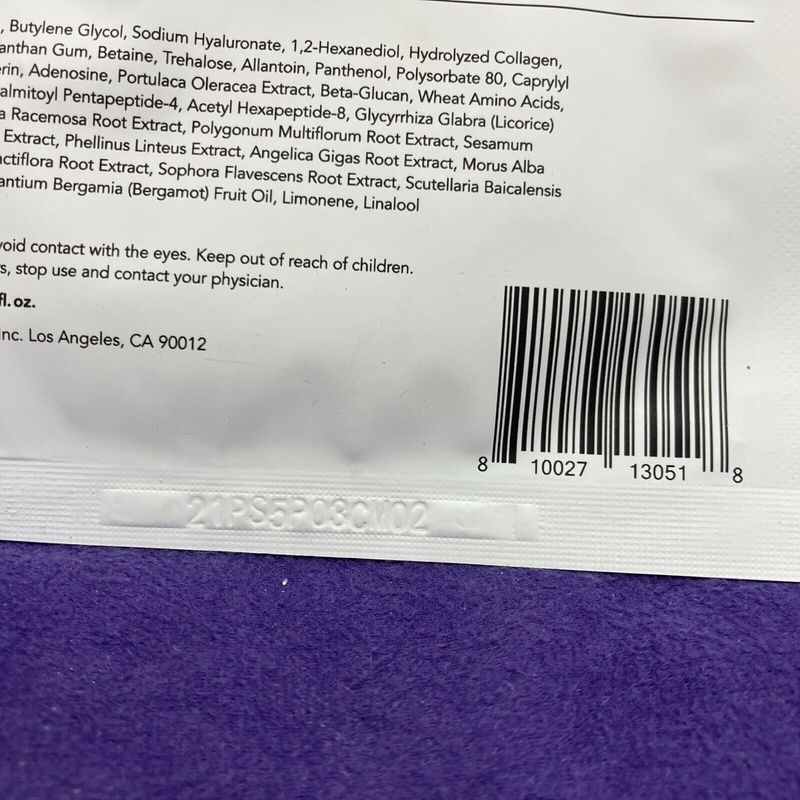 , Butylene Glycol, Sodium Hyaluronate, 1,2-Hexanediol, Hydrolyzed Collagen,
anthan Gum, Betaine, Trehalose, Allantoin, Panthenol, Polysorbate 80, Caprylyl
erin, Adenosine, Portulaca Oleracea Extract, Beta-Glucan, Wheat Amino Acids,
almitoyl Pentapeptide-4, Acetyl Hexapeptide-8, Glycyrrhiza Glabra (Licorice)
a Racemosa Root Extract, Polygonum Multiflorum Root Extract, Sesamum
Extract, Phellinus Linteus Extract, Angelica Gigas Root Extract, Morus Alba
actiflora Root Extract, Sophora Flavescens Root Extract, Scutellaria Baicalensis
antium Bergamia (Bergamot) Fruit Oil, Limonene, Linalool
void contact with the eyes. Keep out of reach of children.
s, stop use and contact your physician.
fl. oz.
Inc. Los Angeles, CA 90012
8 10027 13051 8
21PS5P03CM02